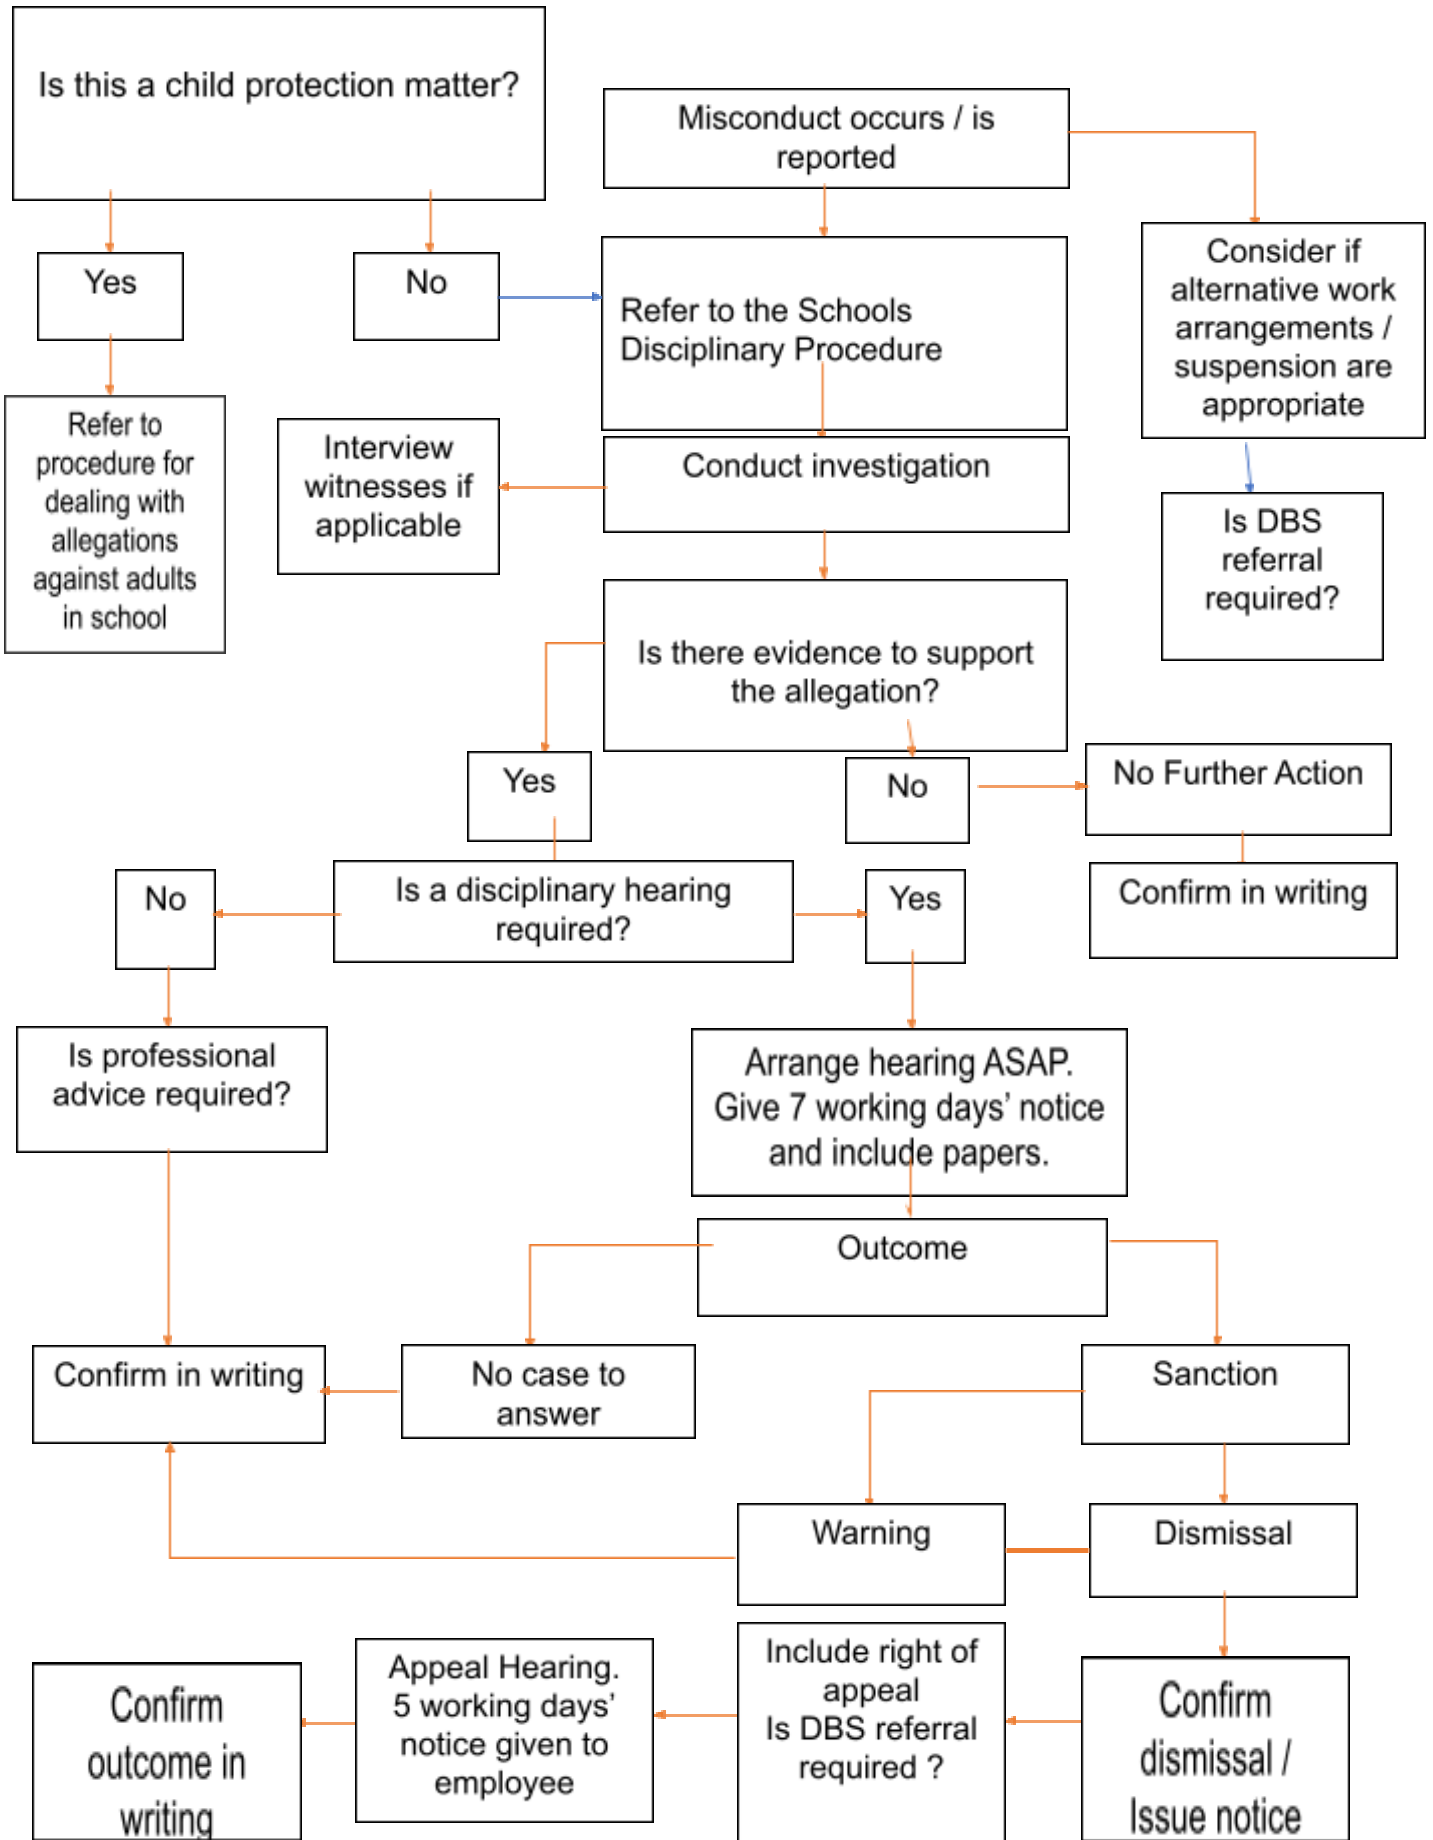 Is this a child protection matter?
Misconduct occurs / is
reported
Yes
No
Refer to the Schools
Disciplinary Procedure
Consider if
alternative work
arrangements /
suspension are
appropriate
Refer to
procedure for
dealing with
allegations
against adults
in school
Interview
witnesses if
applicable
Conduct investigation
Is DBS
referral
required?
Is there evidence to support
the allegation?
Yes
No
No Further Action
Confirm in writing
No
Is a disciplinary hearing
required?
Yes
Is professional
advice required?
Arrange hearing ASAP.
Give 7 working days’ notice
and include papers.
Outcome
Confirm in writing
No case to
answer
Sanction
Warning
Dismissal
Confirm
outcome in
writing
Appeal Hearing.
5 working days’
notice given to
employee
Include right of
appeal
Is DBS referral
required ?
Confirm
dismissal /
Issue notice